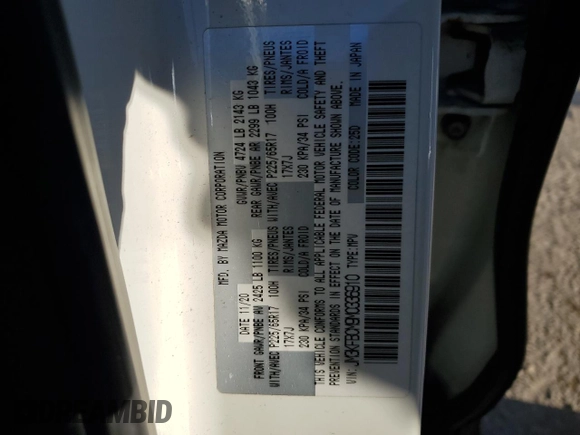 MFD. BY MAZDA MOTOR CORPORATION
DATE 11/20 GVWR/PNBV 4724 LB 2143 KG
FRONT GAWR/PNBE AV 2425 LB 1100 KG REAR GAWR/PNBE AR 2299 LB 1043 KG
WITH/AVEC P225/65R17 100H TIRES/PNEUS WITH/AVEC P225/65R17 100H TIRES/PNEUS
17X7J RIMS/JANTES 17X7J RIMS/JANTES
230 KPA/34 PSI COLD/A FROID 230 KPA/34 PSI COLD/A FROID
THIS VEHICLE CONFORMS TO ALL APPLICABLE FEDERAL MOTOR VEHICLE SAFETY AND THEFT
PREVENTION STANDARDS IN EFFECT ON THE DATE OF MANUFACTURE SHOWN ABOVE.
VIN: TYPE:MPV COLOR CODE:25D MADE IN JAPAN
DUREAMBID